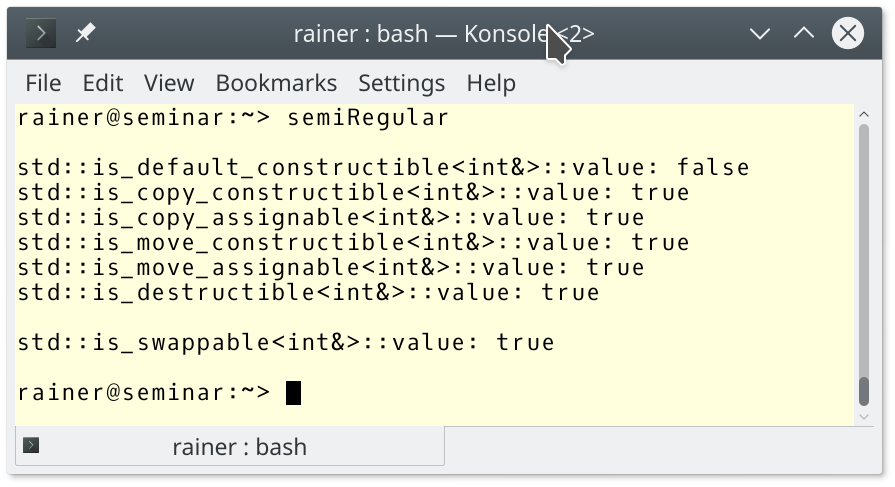 rainer : bash — Konsole <2>
File Edit View Bookmarks Settings Help
rainer@seminar:~> semiRegular
std::is_default_constructible<int&>::value: false
std::is_copy_constructible<int&>::value: true
std::is_copy_assignable<int&>::value: true
std::is_move_constructible<int&>::value: true
std::is_move_assignable<int&>::value: true
std::is_destructible<int&>::value: true
std::is_swappable<int&>::value: true
rainer@seminar:~>
rainer : bash